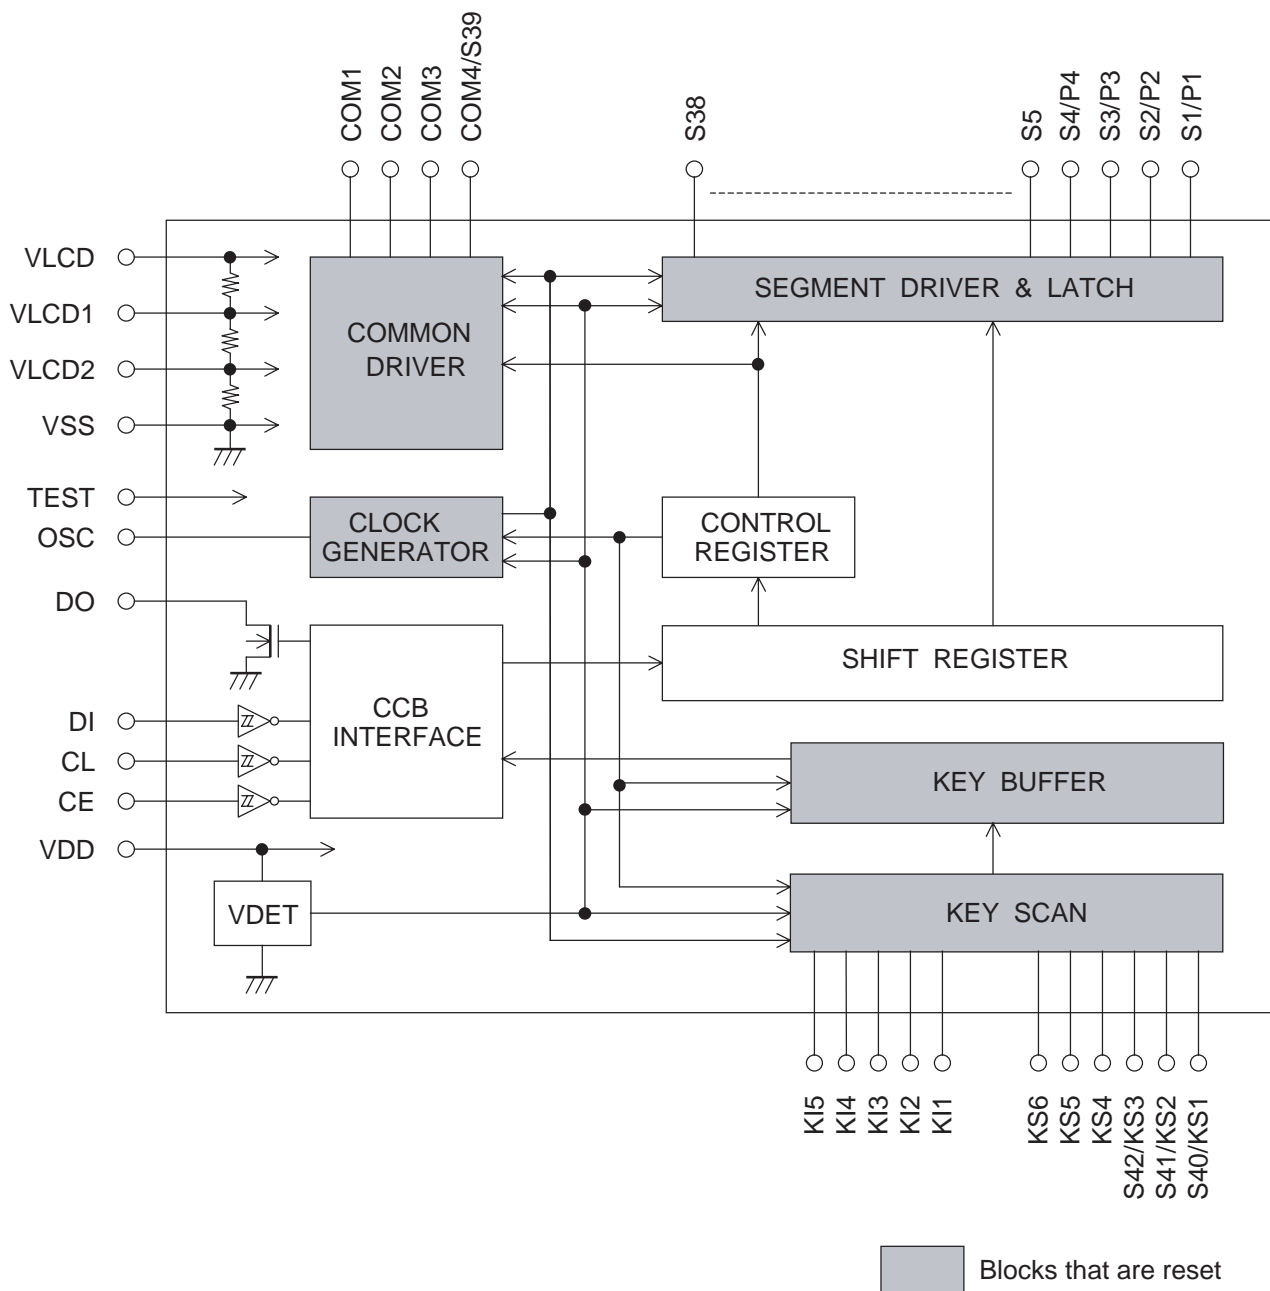 COM1
COM2
COM3
COM4/S39
S38
S5
S4/P4
S3/P3
S2/P2
S1/P1
VLCD
VLCD1
VLCD2
VSS
TEST
OSC
DO
DI
CL
CE
VDD
COMMON
DRIVER
SEGMENT DRIVER & LATCH
CLOCK
GENERATOR
CONTROL
REGISTER
SHIFT REGISTER
CCB
INTERFACE
KEY BUFFER
VDET
KEY SCAN
KI5
KI4
KI3
KI2
KI1
KS6
KS5
KS4
S42/KS3
S41/KS2
S40/KS1
Blocks that are reset